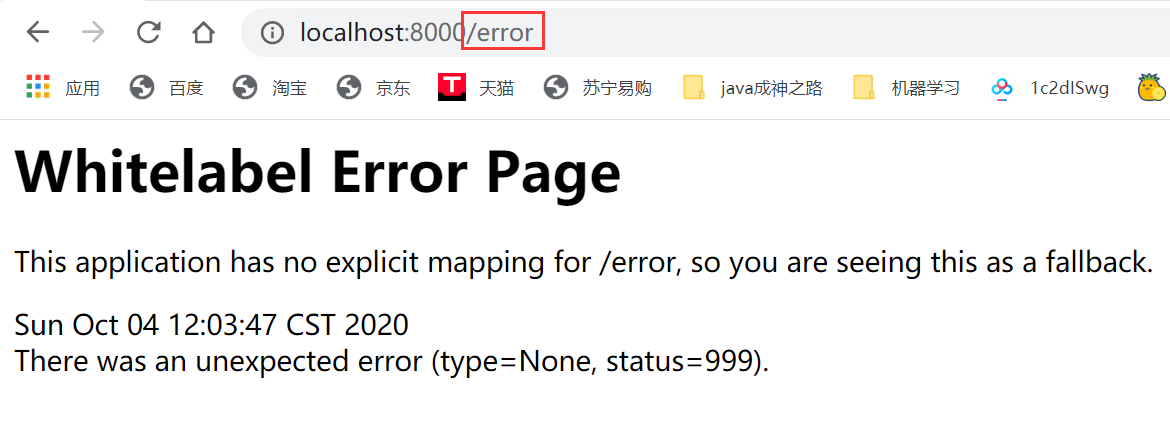 localhost:8000/error
应用 百度 淘宝 京东 天猫 苏宁易购 java成神之路 机器学习 1c2dISwg
Whitelabel Error Page
This application has no explicit mapping for /error, so you are seeing this as a fallback.
Sun Oct 04 12:03:47 CST 2020
There was an unexpected error (type=None, status=999).